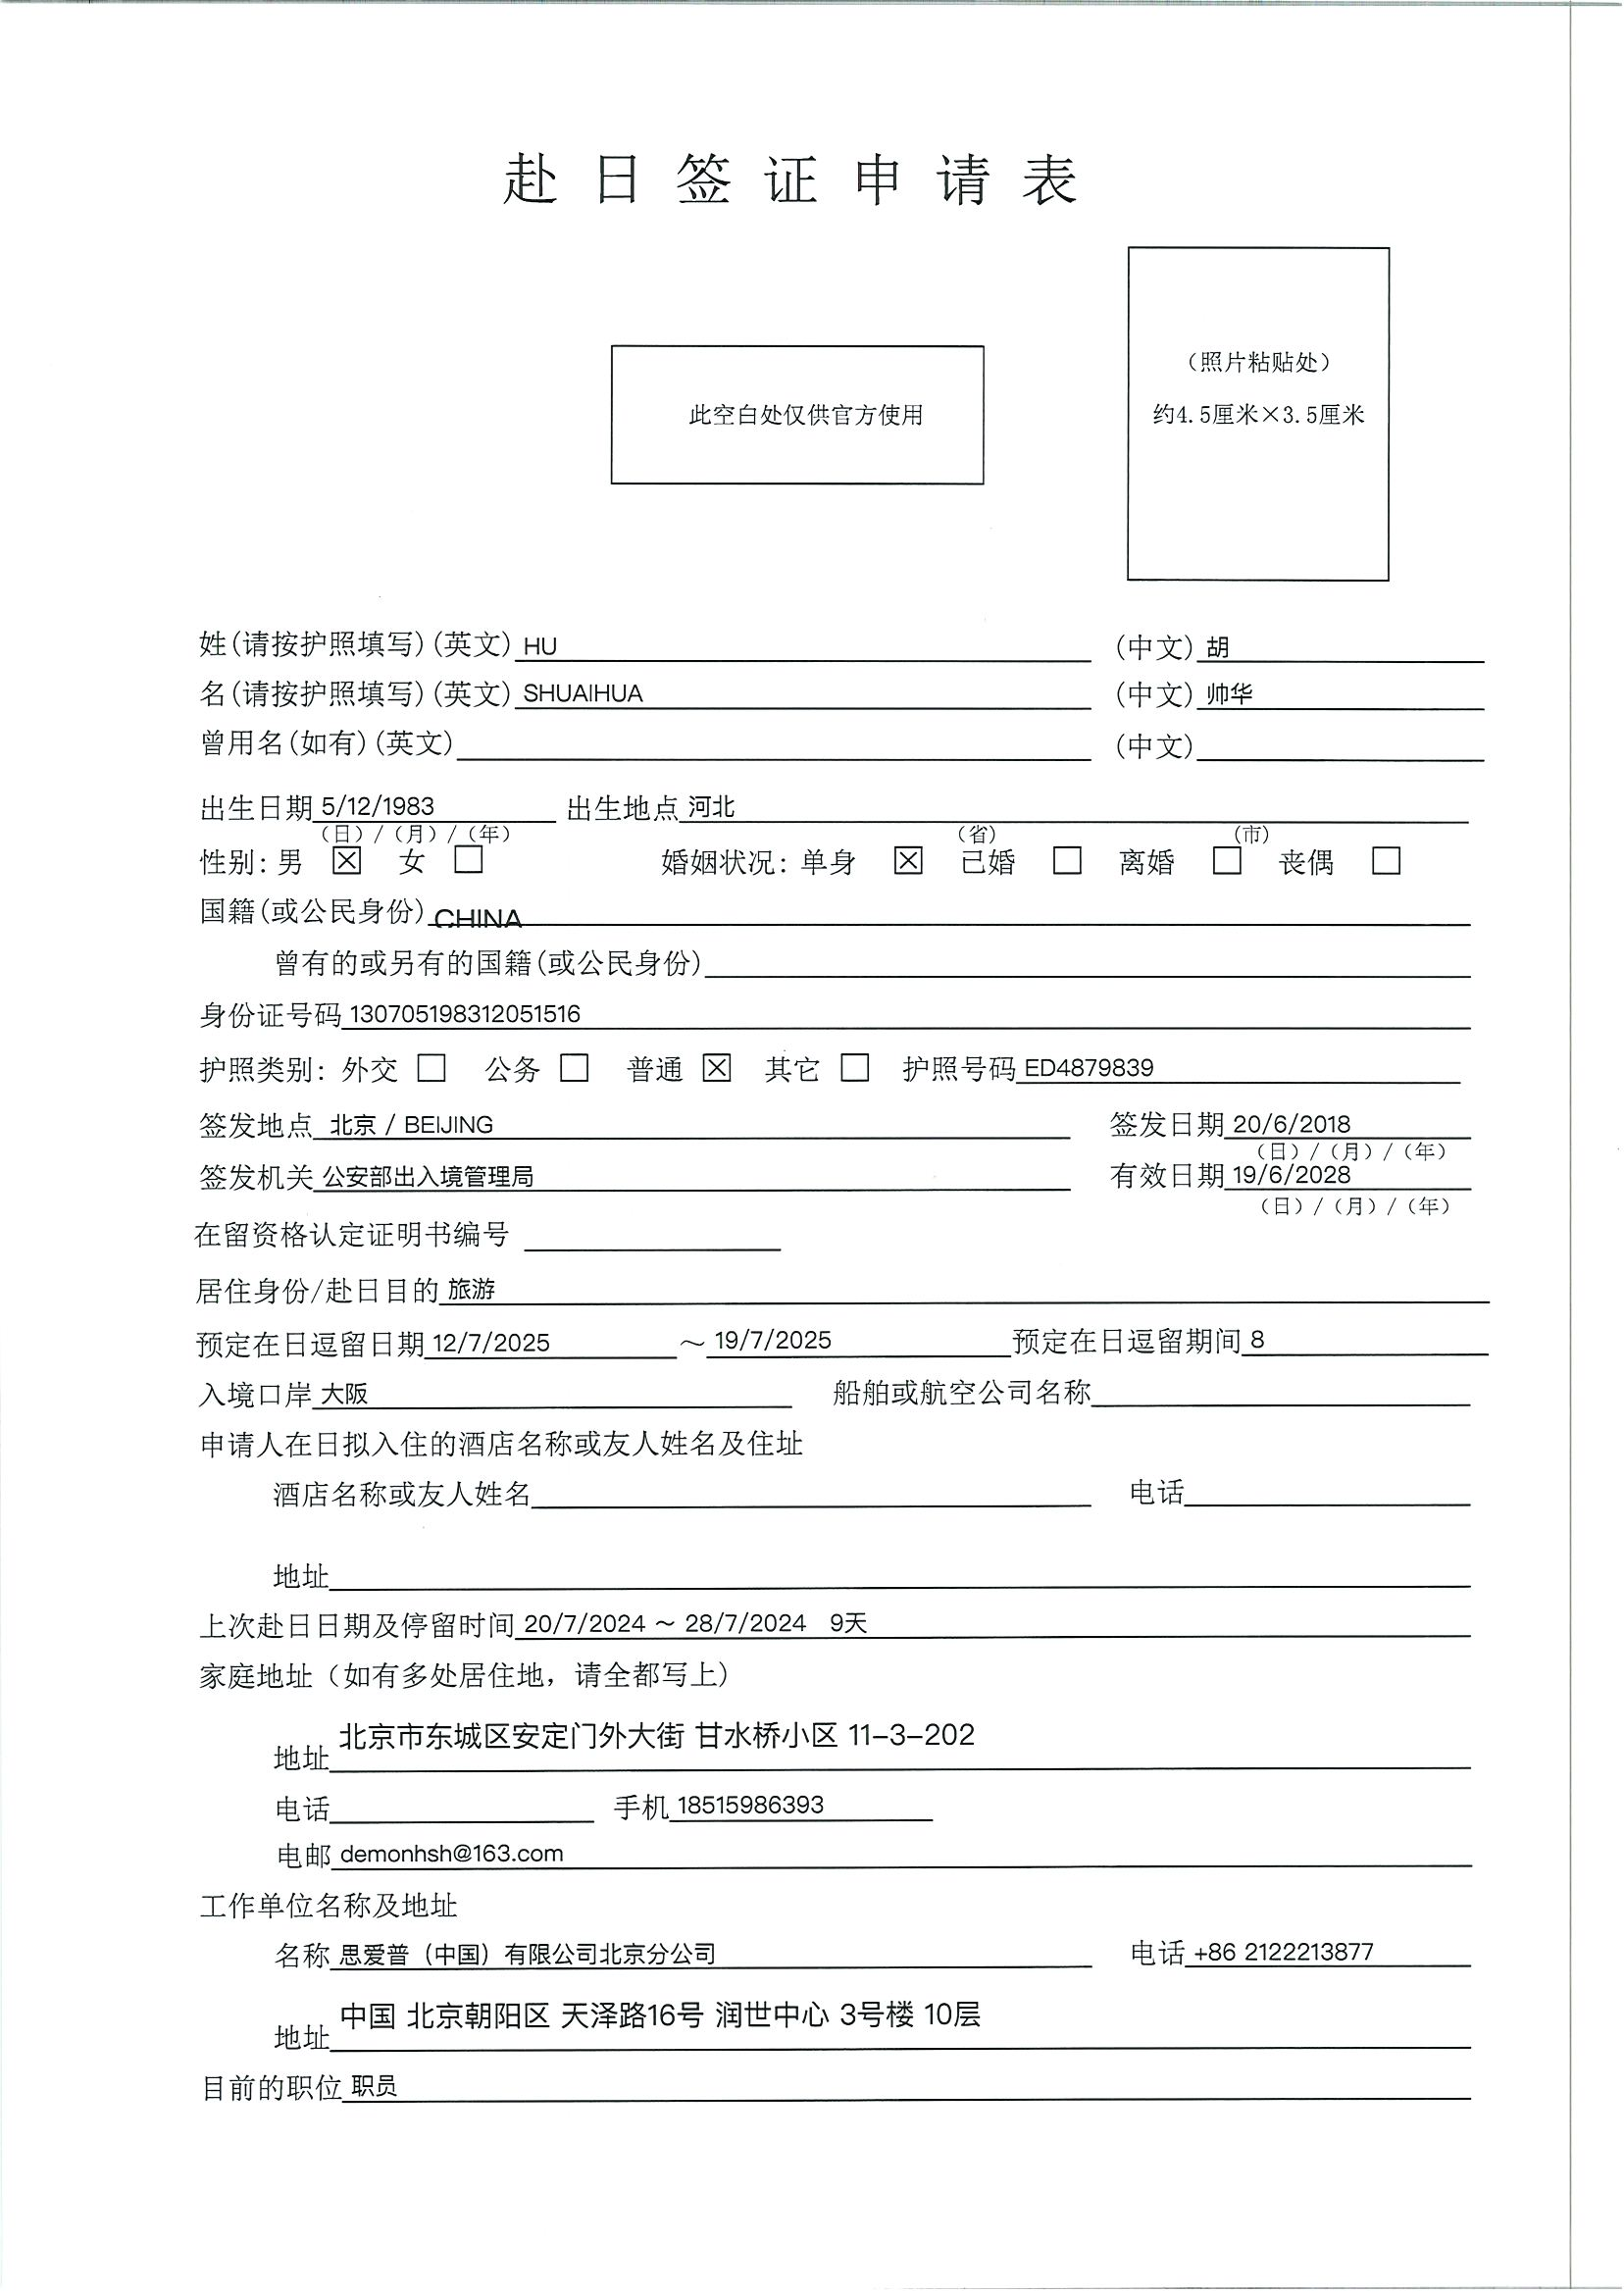 赴日签证申请表
(照片粘贴处)
约4.5厘米×3.5厘米
此空白处仅供官方使用
姓(请按护照填写)(英文) HU (中文) 胡
名(请按护照填写)(英文) SHUAIHUA (中文) 帅华
曾用名(如有)(英文) (中文)
出生日期 5/12/1983 出生地点 河北
(日)/(月)/(年) (省) (市)
性别: 男 ☒ 女 ☐ 婚姻状况: 单身 ☒ 已婚 ☐ 离婚 ☐ 丧偶 ☐
国籍(或公民身份) CHINA
曾有的或另有的国籍(或公民身份)
身份证号码 130705198312051516
护照类别: 外交 ☐ 公务 ☐ 普通 ☒ 其它 ☐ 护照号码 ED4879839
签发地点 北京 / BEIJING 签发日期 20/6/2018
(日)/(月)/(年)
签发机关 公安部出入境管理局 有效日期 19/6/2028
(日)/(月)/(年)
在留资格认定证明书编号
居住身份/赴日目的 旅游
预定在日逗留日期 12/7/2025 ～ 19/7/2025 预定在日逗留期间 8
入境口岸 大阪 船舶或航空公司名称
申请人在日拟入住的酒店名称或友人姓名及住址
酒店名称或友人姓名 电话
地址
上次赴日日期及停留时间 20/7/2024 ～ 28/7/2024 9天
家庭地址（如有多处居住地，请全都写上)
地址 北京市东城区安定门外大街 甘水桥小区 11–3–202
电话 手机 18515986393
电邮 demonhsh@163.com
工作单位名称及地址
名称 思爱普（中国）有限公司北京分公司 电话 +86 2122213877
地址 中国 北京朝阳区 天泽路16号 润世中心 3号楼 10层
目前的职位 职员